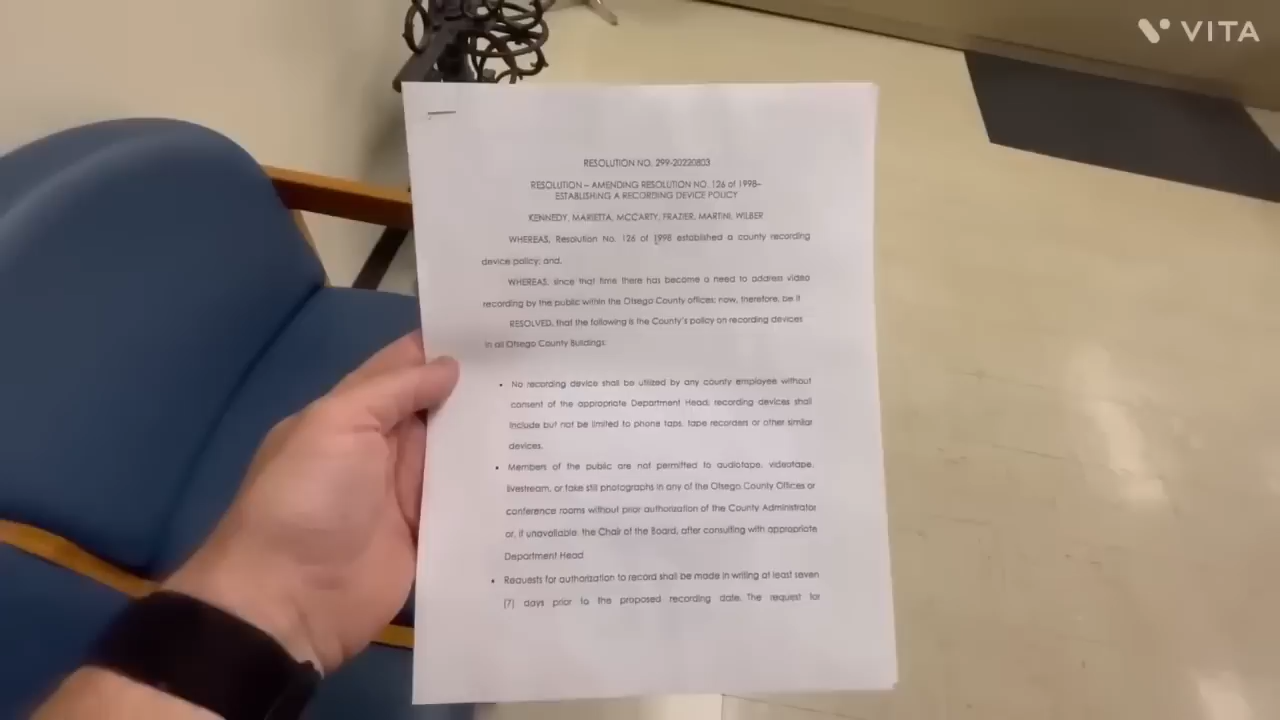 VITA
RESOLUTION NO. 299-20220803
RESOLUTION – AMENDING RESOLUTION NO. 126 of 1998–
ESTABLISHING A RECORDING DEVICE POLICY
KENNEDY, MARIETTA, MCCARTY, FRAZIER, MARTINI, WILBER
WHEREAS, Resolution No. 126 of 1998 established a county recording
device policy; and,
WHEREAS, since that time there has become a need to address video
recording by the public within the Otsego County offices; now, therefore, be it
RESOLVED, that the following is the County's policy on recording devices
in all Otsego County Buildings:
• No recording device shall be utilized by any county employee without
consent of the appropriate Department Head; recording devices shall
include but not be limited to phone taps, tape recorders or other similar
devices.
• Members of the public are not permitted to audiotape, videotape,
livestream, or take still photographs in any of the Otsego County Offices or
conference rooms without prior authorization of the County Administrator
or, if unavailable, the Chair of the Board, after consulting with appropriate
Department Head
• Requests for authorization to record shall be made in writing at least seven
(7) days prior to the proposed recording date. The request for